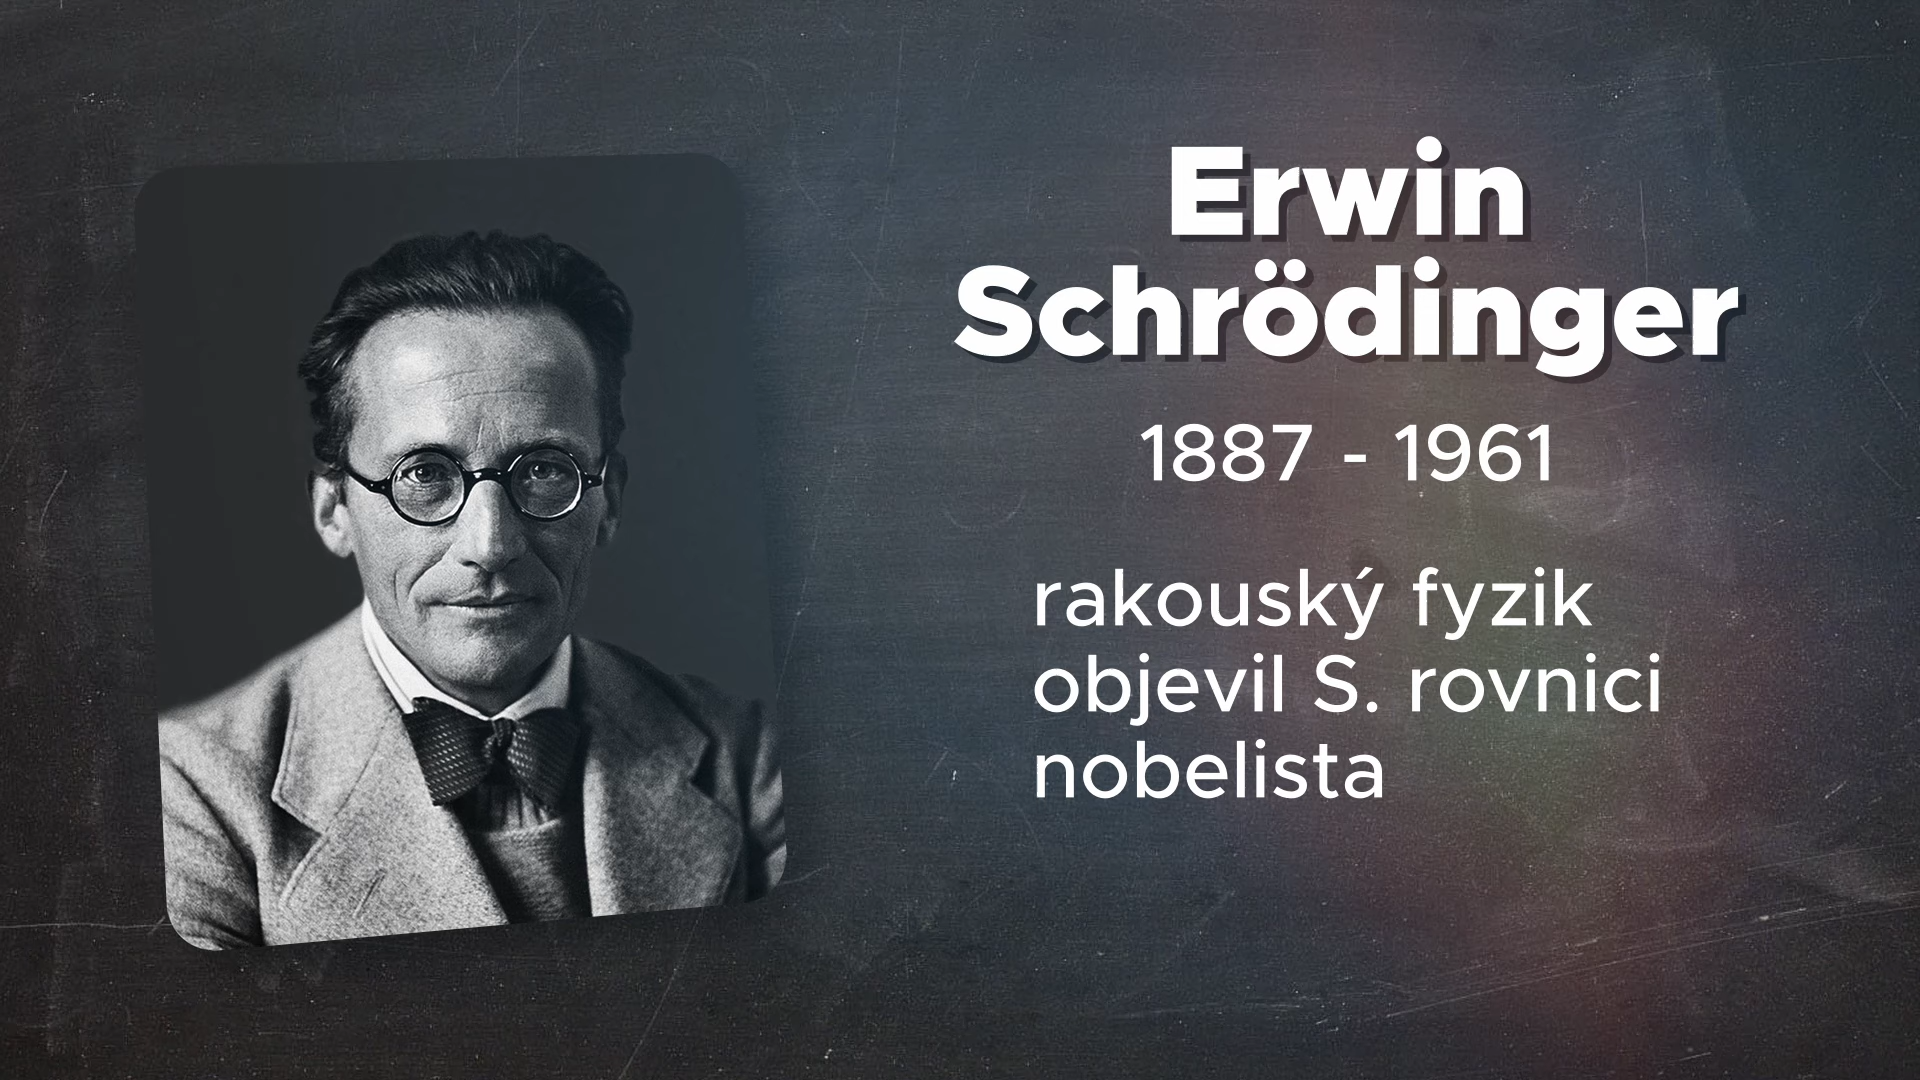 Erwin
Schrödinger
1887 - 1961
rakouský fyzik
objevil S. rovnici
nobelista